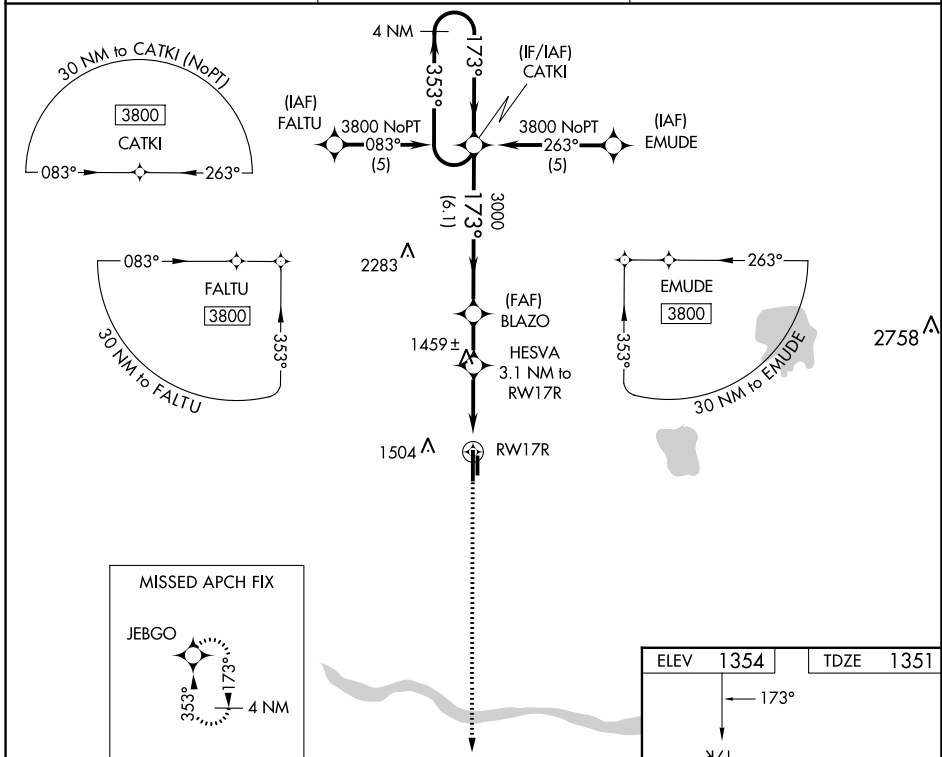 30 NM to CATKI (NoPT)
3800
CATKI
083°
263°
4 NM
353°
173°
(IF/IAF)
CATKI
(IAF)
FALTU
3800 NoPT
083°
(5)
3800 NoPT
263°
(5)
(IAF)
EMUDE
3000
173°
(6.1)
2283
083°
FALTU
3800
353°
30 NM to FALTU
(FAF)
BLAZO
1459 ±
HESVA
3.1 NM to
RW17R
263°
EMUDE
3800
353°
30 NM to EMUDE
2758
1504
RW17R
MISSED APCH FIX
JEBGO
353°
173°
4 NM
ELEV 1354
TDZE 1351
173°